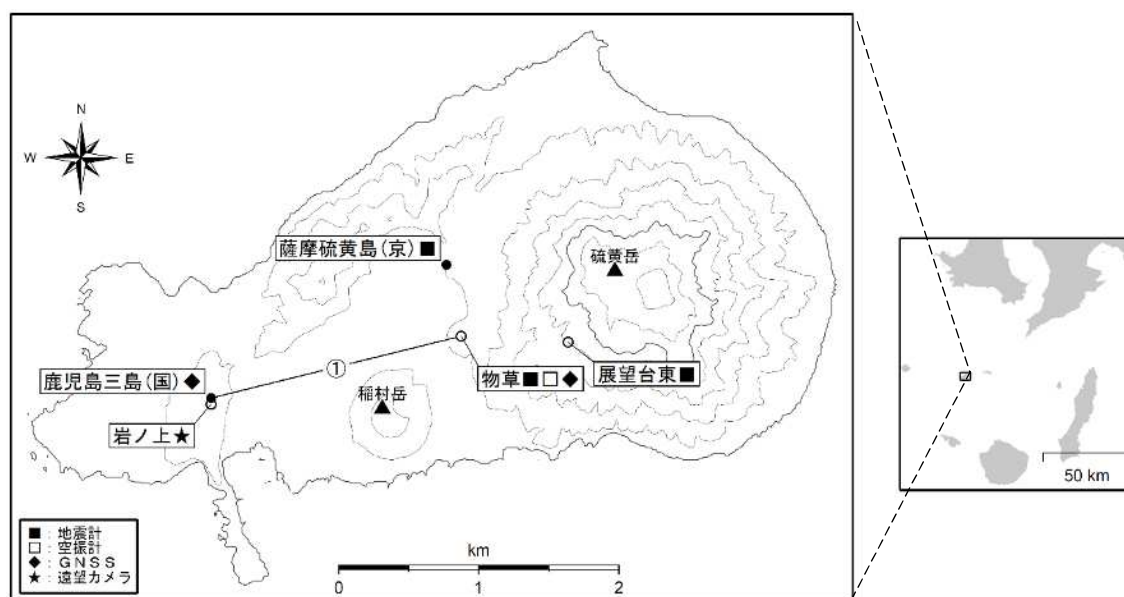 N
W E
S
薩摩硫黄島(京)■
硫黄岳
鹿児島三島(国)◆
①
物草■□◆
展望台東■
稲村岳
岩ノ上★
■：地震計
□：空振計
◆：GNSS
★：遠望カメラ
km
0 1 2
50 km